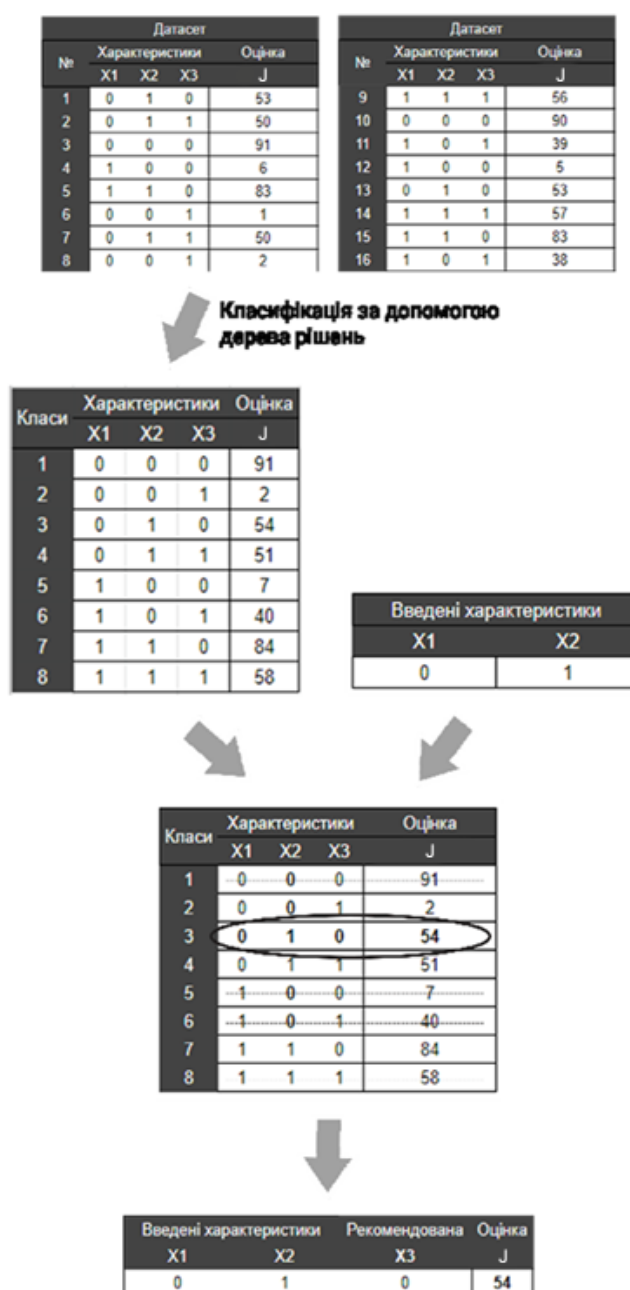 Датасет
№ Характеристики Оцінка
X1 X2 X3 J
1 0 1 0 53
2 0 1 1 50
3 0 0 0 91
4 1 0 0 6
5 1 1 0 83
6 0 0 1 1
7 0 1 1 50
8 0 0 1 2
Датасет
№ Характеристики Оцінка
X1 X2 X3 J
9 1 1 1 56
10 0 0 0 90
11 1 0 1 39
12 1 0 0 5
13 0 1 0 53
14 1 1 1 57
15 1 1 0 83
16 1 0 1 38
Класифікація за допомогою
дерева рішень
Класи Характеристики Оцінка
X1 X2 X3 J
1 0 0 0 91
2 0 0 1 2
3 0 1 0 54
4 0 1 1 51
5 1 0 0 7
6 1 0 1 40
7 1 1 0 84
8 1 1 1 58
Введені характеристики
X1 X2
0 1
Класи Характеристики Оцінка
X1 X2 X3 J
1 0 0 0 91
2 0 0 1 2
3 0 1 0 54
4 0 1 1 51
5 1 0 0 7
6 1 0 1 40
7 1 1 0 84
8 1 1 1 58
Введені характеристики Рекомендована Оцінка
X1 X2 X3 J
0 1 0 54